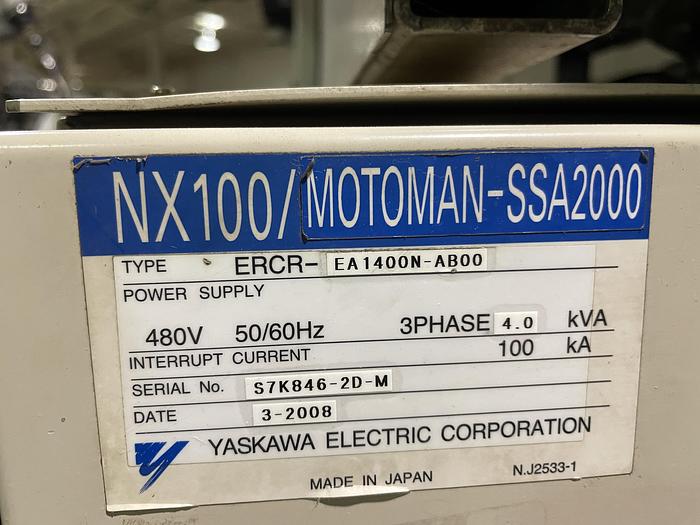 NX100/MOTOMAN-SSA2000
TYPE ERCR-EA1400N-AB00
POWER SUPPLY
480V 50/60Hz 3PHASE 4.0 kVA
INTERRUPT CURRENT 100 kA
SERIAL No. S7K846-2D-M
DATE 3-2008
YASKAWA ELECTRIC CORPORATION
MADE IN JAPAN N.J2533-1